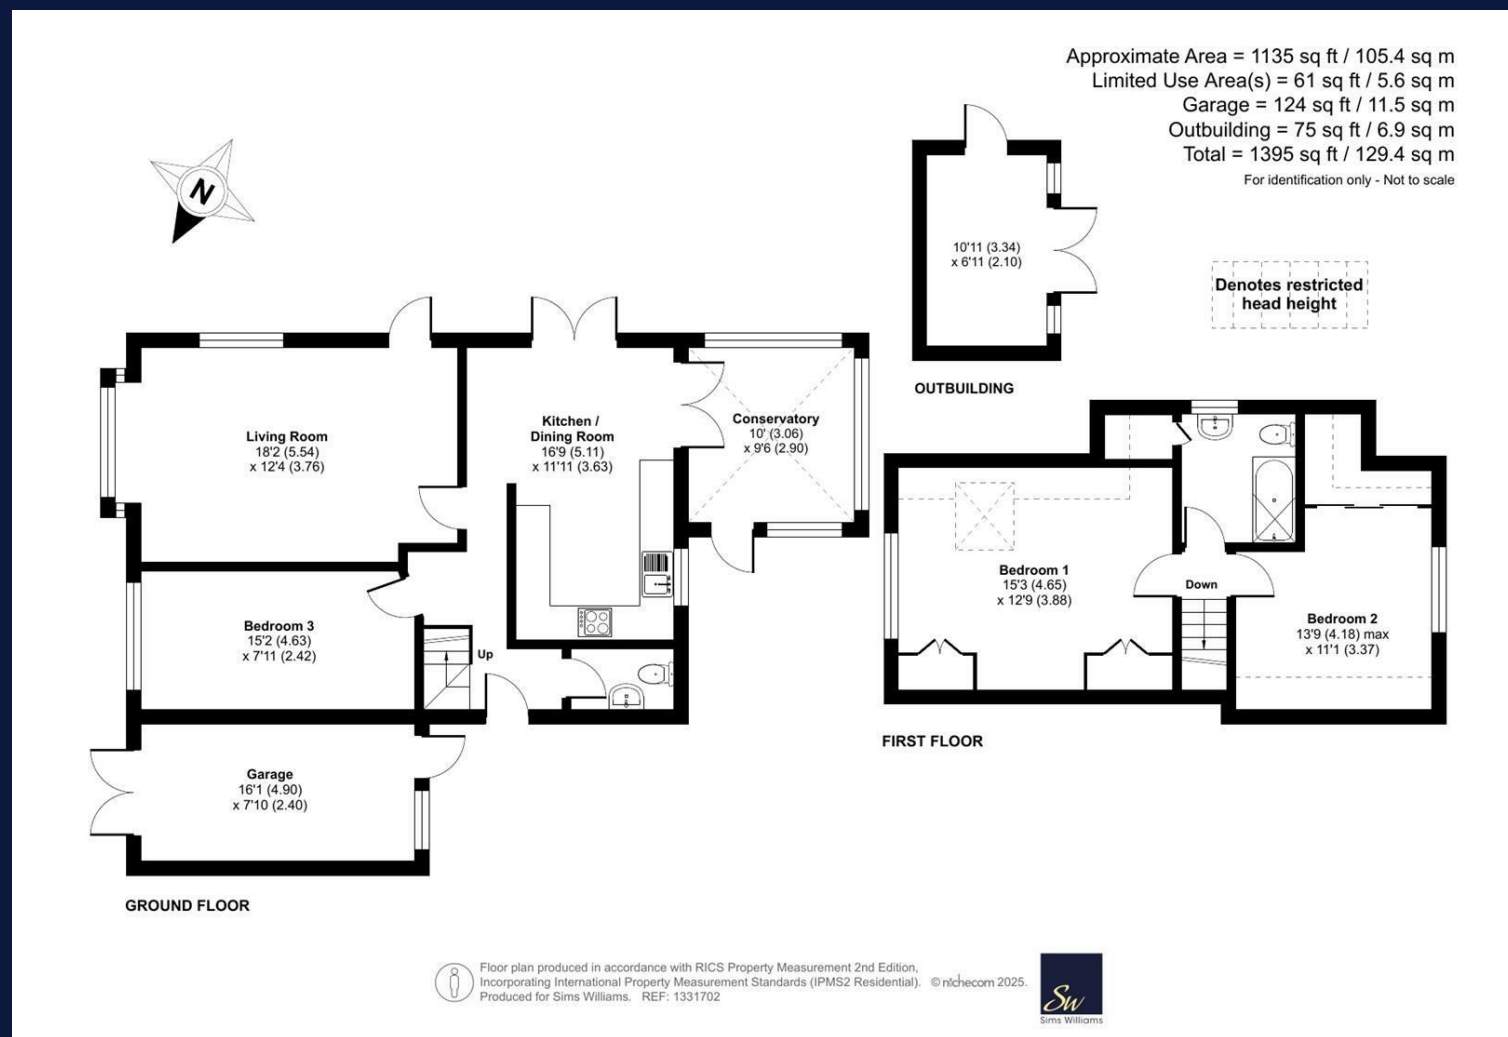 Approximate Area = 1135 sq ft / 105.4 sq m
Limited Use Area(s) = 61 sq ft / 5.6 sq m
Garage = 124 sq ft / 11.5 sq m
Outbuilding = 75 sq ft / 6.9 sq m
Total = 1395 sq ft / 129.4 sq m
For identification only - Not to scale
N
10'11 (3.34)
x 6'11 (2.10)
OUTBUILDING
Denotes restricted
head height
Living Room
18'2 (5.54)
x 12'4 (3.76)
Kitchen /
Dining Room
16'9 (5.11)
x 11'11 (3.63)
Conservatory
10' (3.06)
x 9'6 (2.90)
Bedroom 3
15'2 (4.63)
x 7'11 (2.42)
Up
Garage
16'1 (4.90)
x 7'10 (2.40)
GROUND FLOOR
Bedroom 1
15'3 (4.65)
x 12'9 (3.88)
Down
Bedroom 2
13'9 (4.18) max
x 11'1 (3.37)
FIRST FLOOR
Floor plan produced in accordance with RICS Property Measurement 2nd Edition,
Incorporating International Property Measurement Standards (IPMS2 Residential). © nichecom 2025.
Produced for Sims Williams. REF: 1331702
Sw
Sims Williams